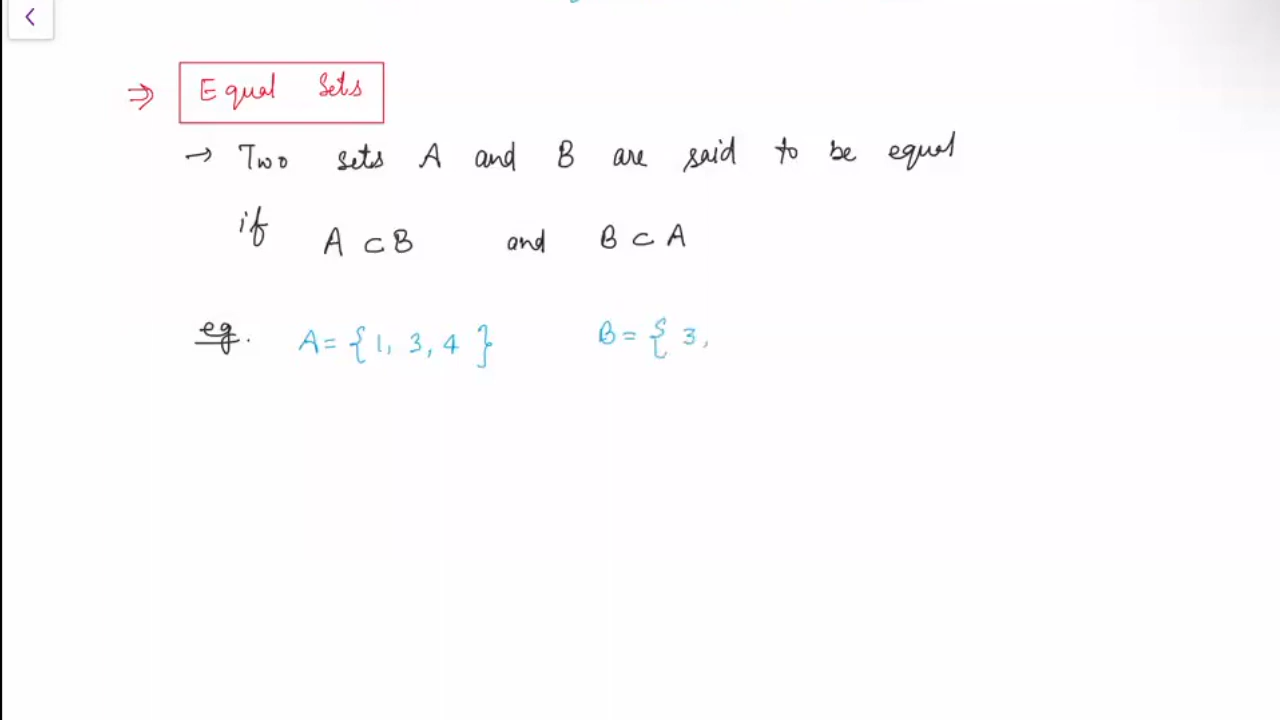 ⇒ Equal Sets
→ Two sets A and B are said to be equal
if A ⊂ B and B ⊂ A
eg. A = { 1, 3, 4 } B = { 3,